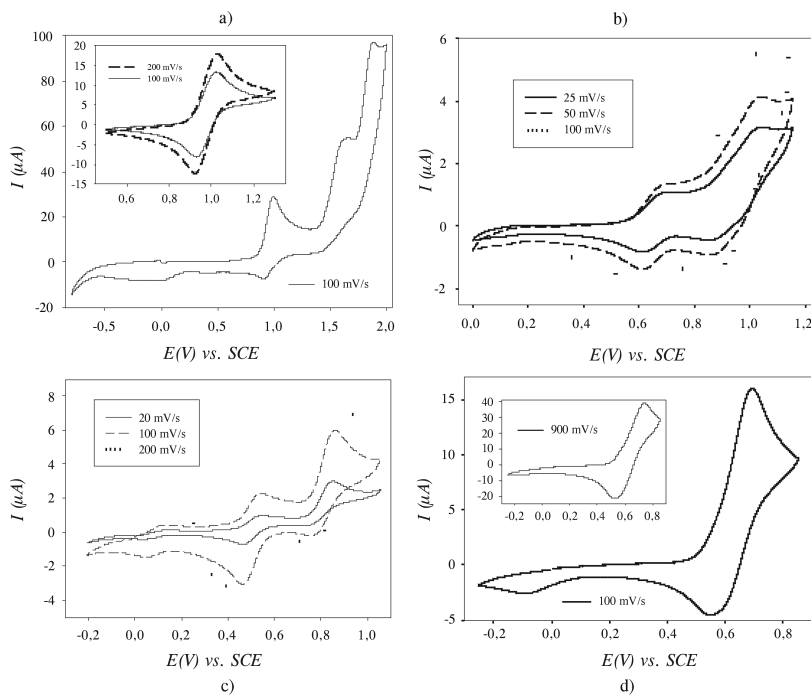 a)
100
80
60
40
20
0
-20
I (μA)
20
15
10
5
0
-5
-10
-15
200 mV/s
100 mV/s
0,6 0,8 1,0 1,2
100 mV/s
-0,5 0,0 0,5 1,0 1,5 2,0
E(V) vs. SCE
b)
6
4
2
0
-2
I (μA)
25 mV/s
50 mV/s
100 mV/s
0,0 0,2 0,4 0,6 0,8 1,0 1,2
E(V) vs. SCE
8
6
4
2
0
-2
-4
I (μA)
20 mV/s
100 mV/s
200 mV/s
-0,2 0,0 0,2 0,4 0,6 0,8 1,0
E(V) vs. SCE
c)
15
10
5
0
-5
I (μA)
40
30
20
10
0
-10
-20
900 mV/s
-0.2 0.0 0.2 0.4 0.6 0.8
100 mV/s
-0.2 0,0 0,2 0,4 0,6 0,8
E(V) vs. SCE
d)